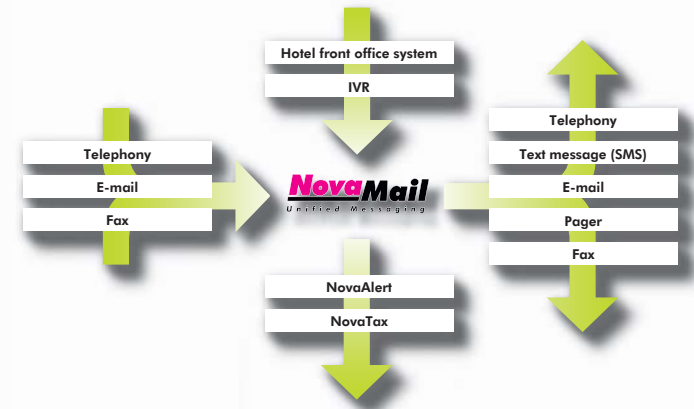 Hotel front office system
IVR
Telephony
E-mail
Fax
NovaMail
Unified Messaging
Telephony
Text message (SMS)
E-mail
Pager
Fax
NovaAlert
NovaTax